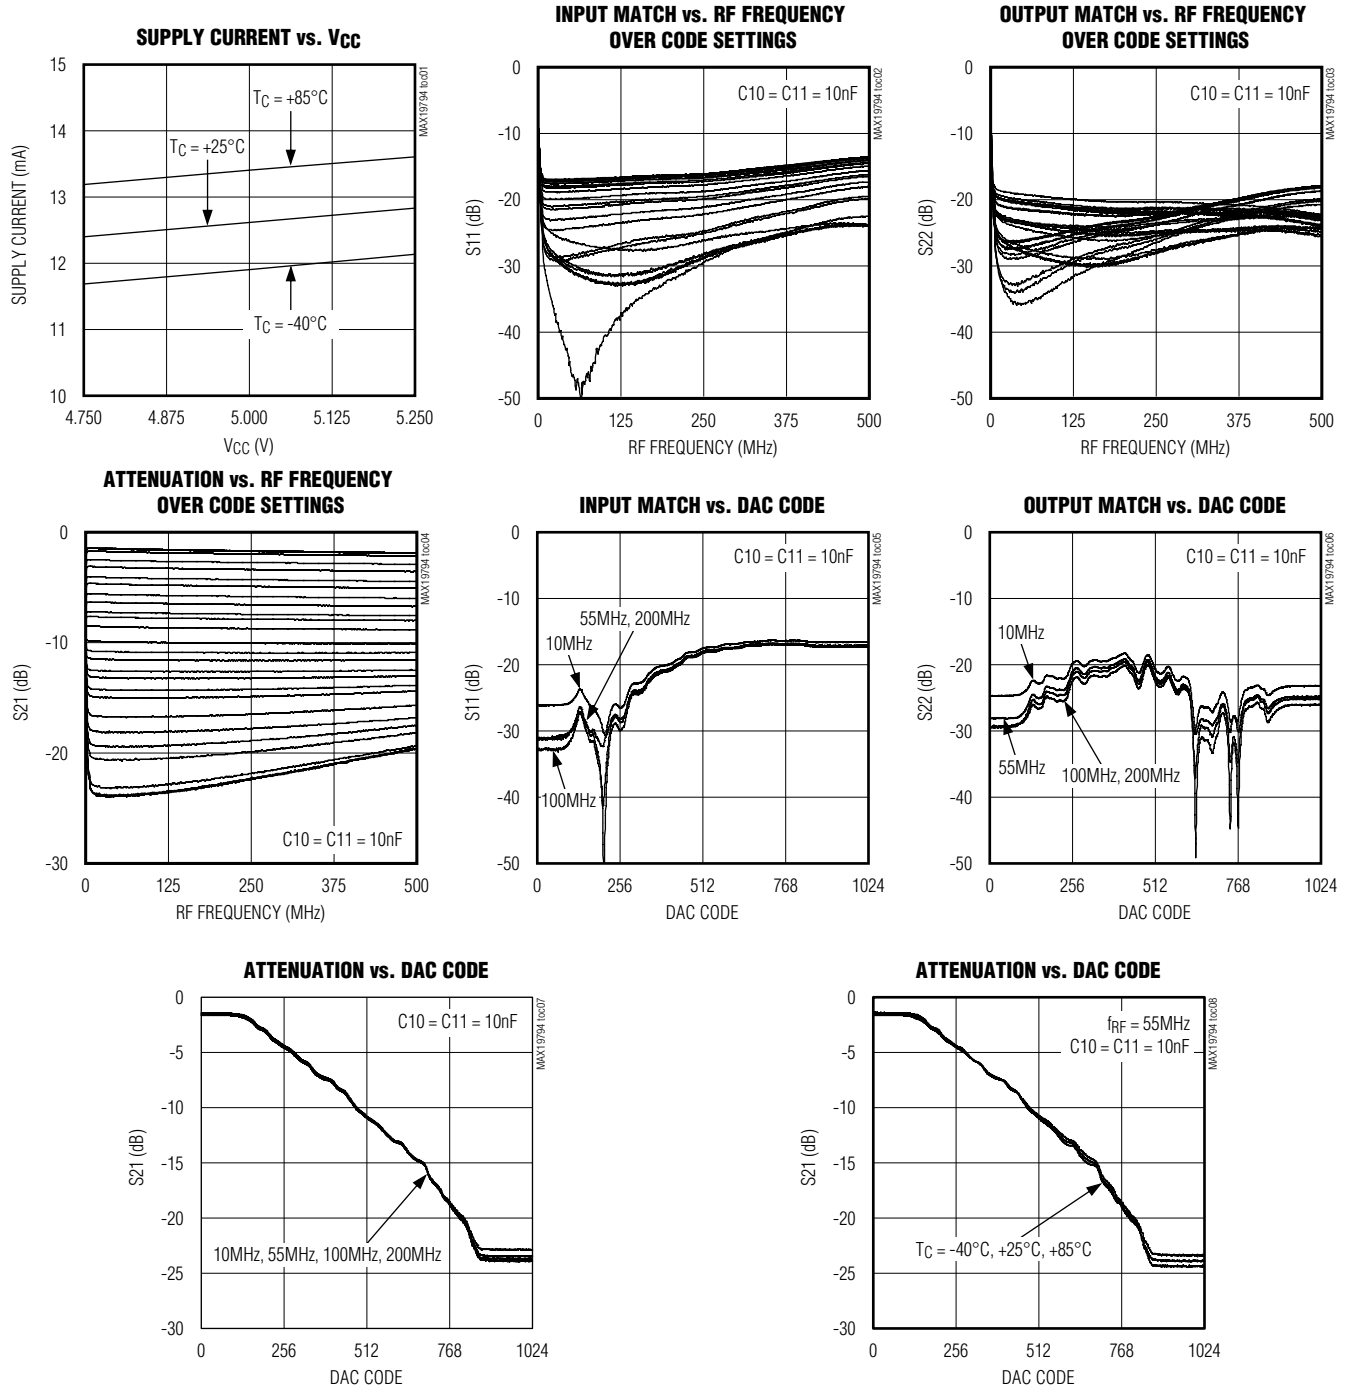 SUPPLY CURRENT vs. VCC
15
14
13
12
11
10
SUPPLY CURRENT (mA)
TC = +85°C
TC = +25°C
TC = -40°C
4.750 4.875 5.000 5.125 5.250
VCC (V)
MAX19794 toc01
INPUT MATCH vs. RF FREQUENCY
OVER CODE SETTINGS
0
-10
-20
-30
-40
-50
S11 (dB)
C10 = C11 = 10nF
0 125 250 375 500
RF FREQUENCY (MHz)
MAX19794 toc02
OUTPUT MATCH vs. RF FREQUENCY
OVER CODE SETTINGS
0
-10
-20
-30
-40
-50
S22 (dB)
C10 = C11 = 10nF
0 125 250 375 500
RF FREQUENCY (MHz)
MAX19794 toc03
ATTENUATION vs. RF FREQUENCY
OVER CODE SETTINGS
0
-10
-20
-30
S21 (dB)
C10 = C11 = 10nF
0 125 250 375 500
RF FREQUENCY (MHz)
MAX19794 toc04
INPUT MATCH vs. DAC CODE
0
-10
-20
-30
-40
-50
S11 (dB)
C10 = C11 = 10nF
55MHz, 200MHz
10MHz
100MHz
0 256 512 768 1024
DAC CODE
MAX19794 toc05
OUTPUT MATCH vs. DAC CODE
0
-10
-20
-30
-40
-50
S22 (dB)
C10 = C11 = 10nF
10MHz
55MHz
100MHz, 200MHz
0 256 512 768 1024
DAC CODE
MAX19794 toc06
ATTENUATION vs. DAC CODE
0
-5
-10
-15
-20
-25
-30
S21 (dB)
C10 = C11 = 10nF
10MHz, 55MHz, 100MHz, 200MHz
0 256 512 768 1024
DAC CODE
MAX19794 toc07
ATTENUATION vs. DAC CODE
0
-5
-10
-15
-20
-25
-30
S21 (dB)
fRF = 55MHz
C10 = C11 = 10nF
TC = -40°C, +25°C, +85°C
0 256 512 768 1024
DAC CODE
MAX19794 toc08